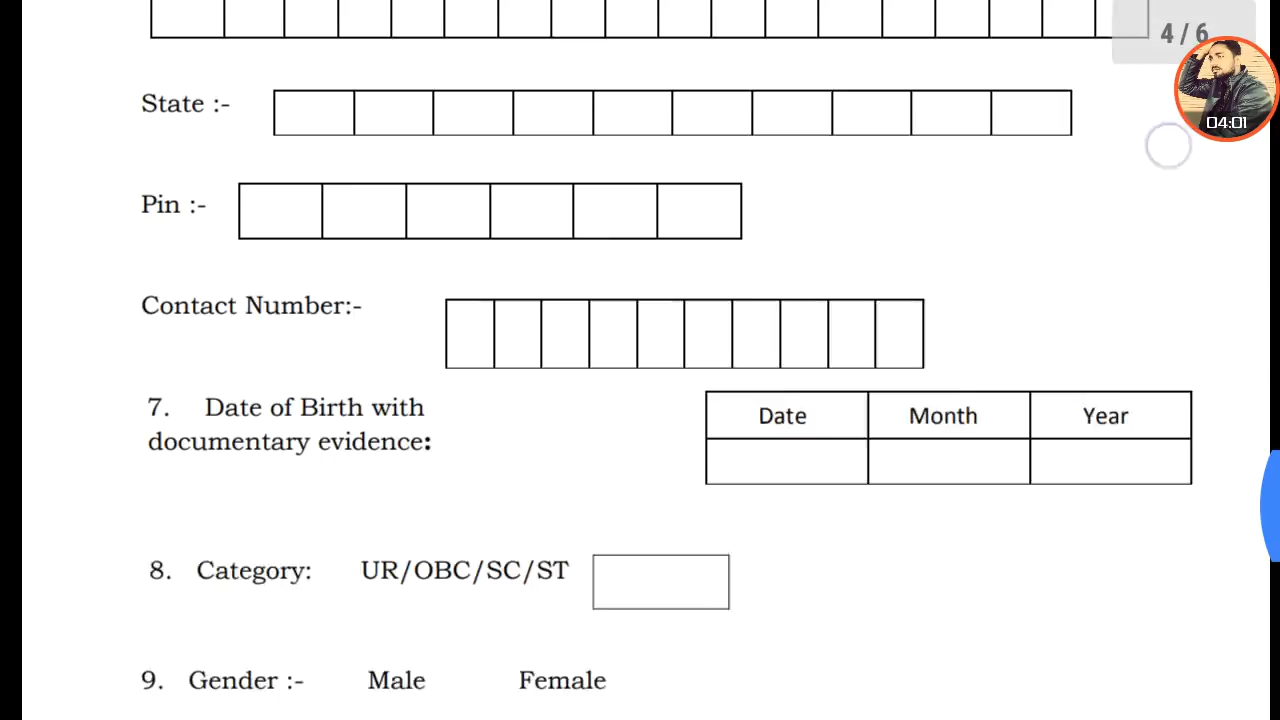 4 / 6
04:01
State :-
Pin :-
Contact Number:-
7. Date of Birth with
documentary evidence:
Date Month Year
8. Category: UR/OBC/SC/ST
9. Gender :- Male Female